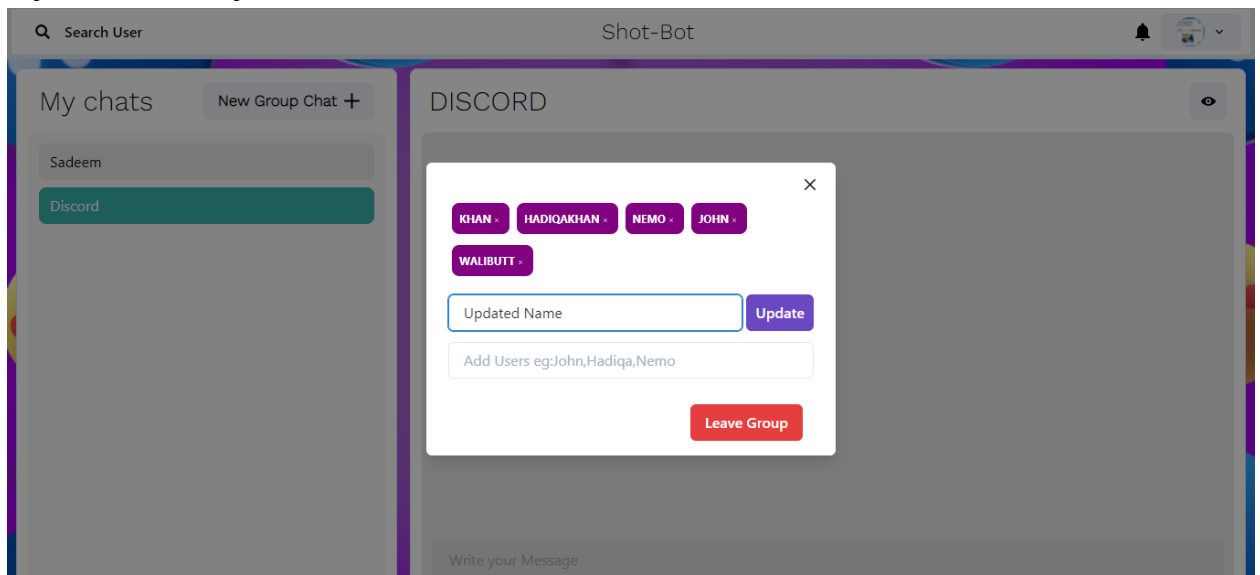 Search User
Shot-Bot
My chats
New Group Chat +
DISCORD
Sadeem
Discord
KHAN ×
HADIQAKHAN ×
NEMO ×
JOHN ×
WALIBUTT ×
Updated Name
Update
Add Users eg:John,Hadiqa,Nemo
Leave Group
Write your Message